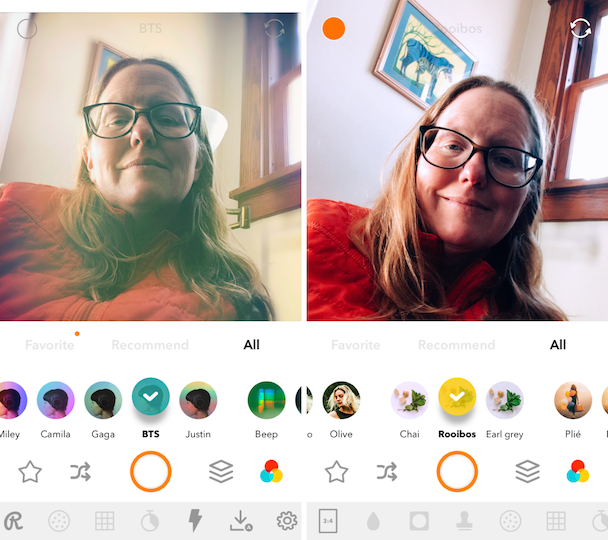 BTS
Favorite Recommend All
Miley Camila Gaga BTS Justin Beep
R
A
Rooibos
Favorite Recommend All
o Olive Chai Rooibos Earl grey Plié
3:4